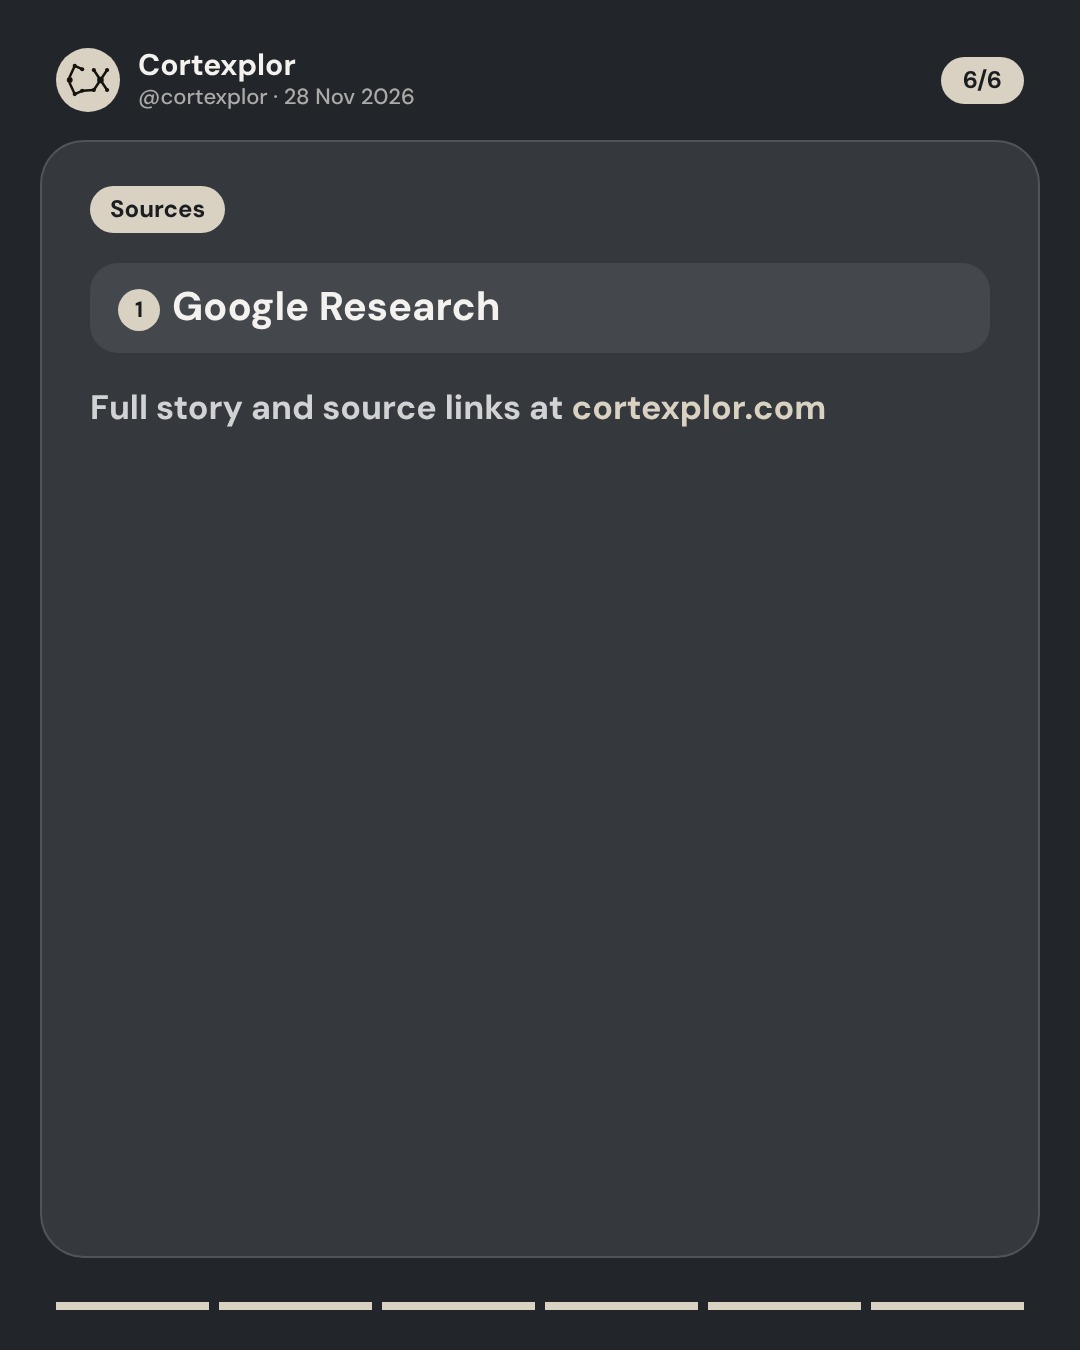 Cortexplor
@cortexplor · 28 Nov 2026
6/6
Sources
1 Google Research
Full story and source links at cortexplor.com